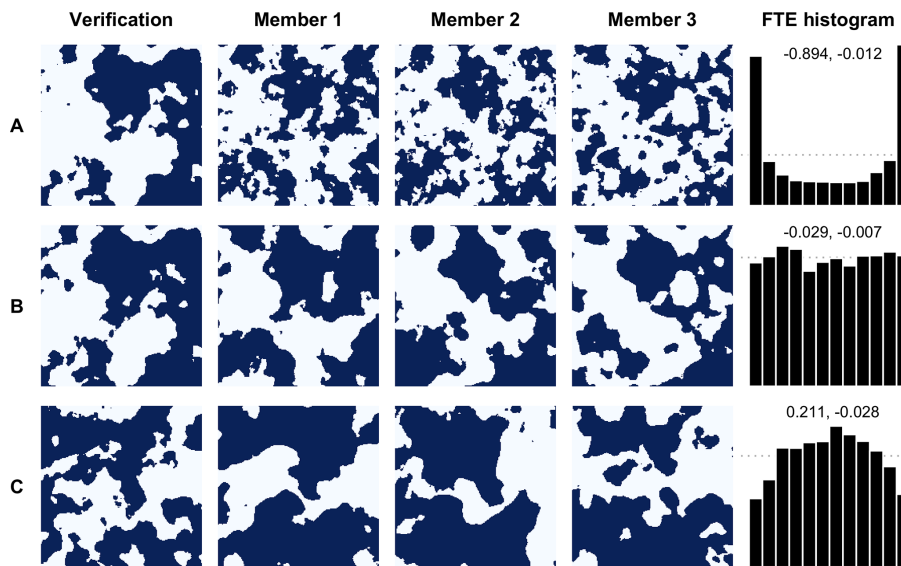 Verification Member 1 Member 2 Member 3 FTE histogram
A
-0.894, -0.012
B
-0.029, -0.007
C
0.211, -0.028